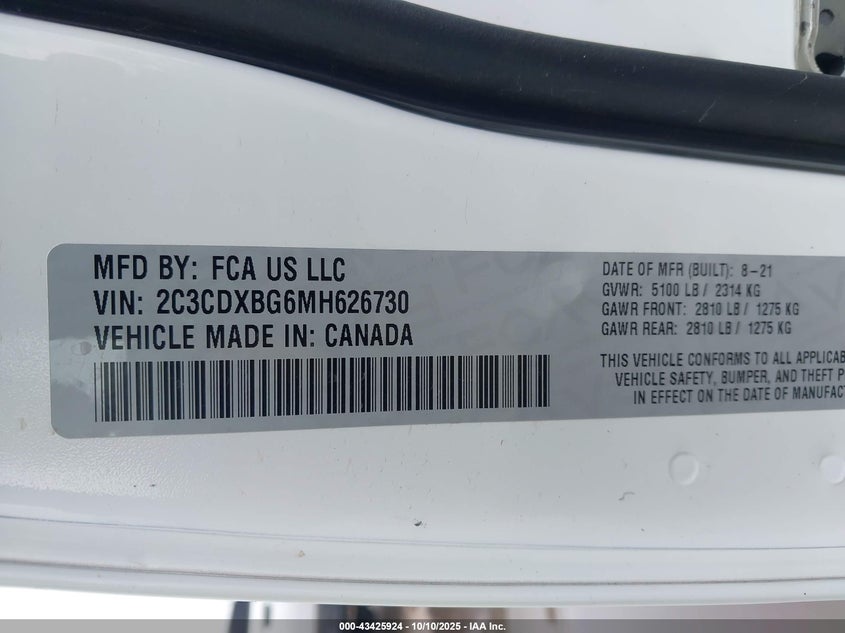 MFD BY: FCA US LLC
VIN: 2C3CDXBG6MH626730
VEHICLE MADE IN: CANADA
DATE OF MFR (BUILT): 8-21
GVWR: 5100 LB / 2314 KG
GAWR FRONT: 2810 LB / 1275 KG
GAWR REAR: 2810 LB / 1275 KG
THIS VEHICLE CONFORMS TO ALL
VEHICLE SAFETY, BUMPER, AND THEFT
IN EFFECT ON THE DATE OF
000-43425924 - 10/10/2025 - IAA Inc.